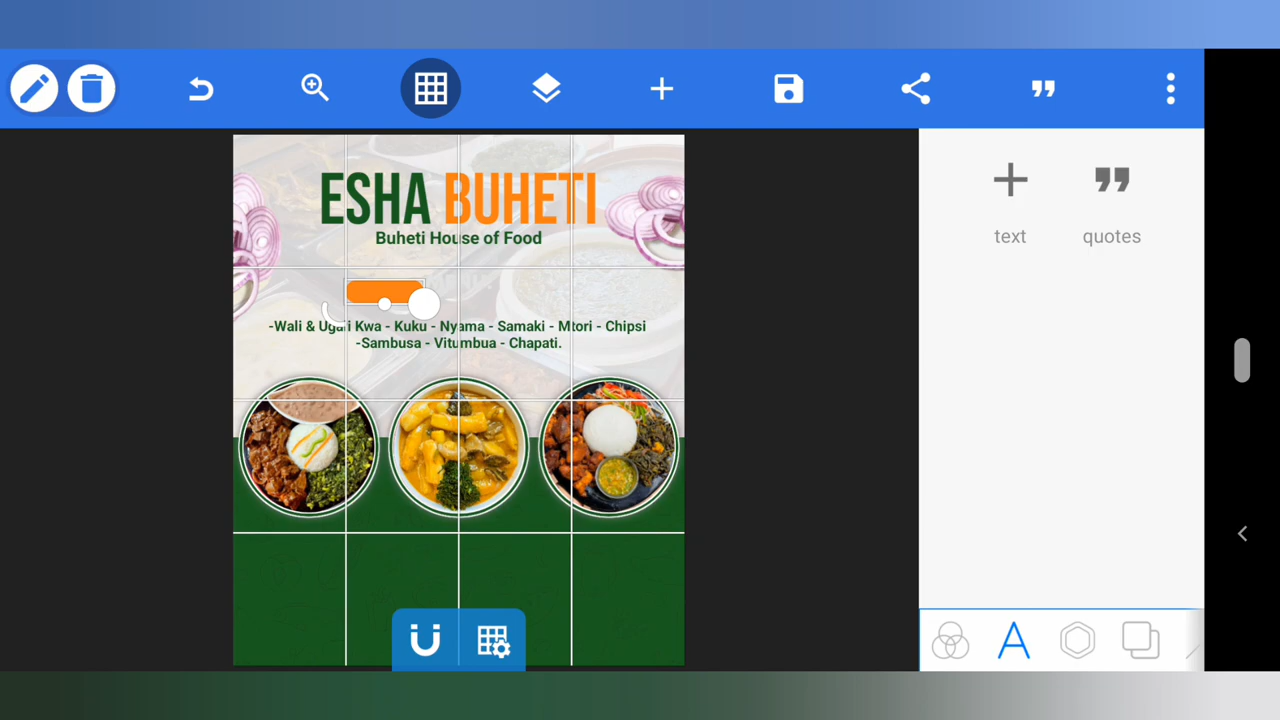 ESHA BUHETI
Buheti House of Food
-Wali & Ugali Kwa - Kuku - Nyama - Samaki - Mtori - Chipsi
-Sambusa - Vitumbua - Chapati.
text
quotes